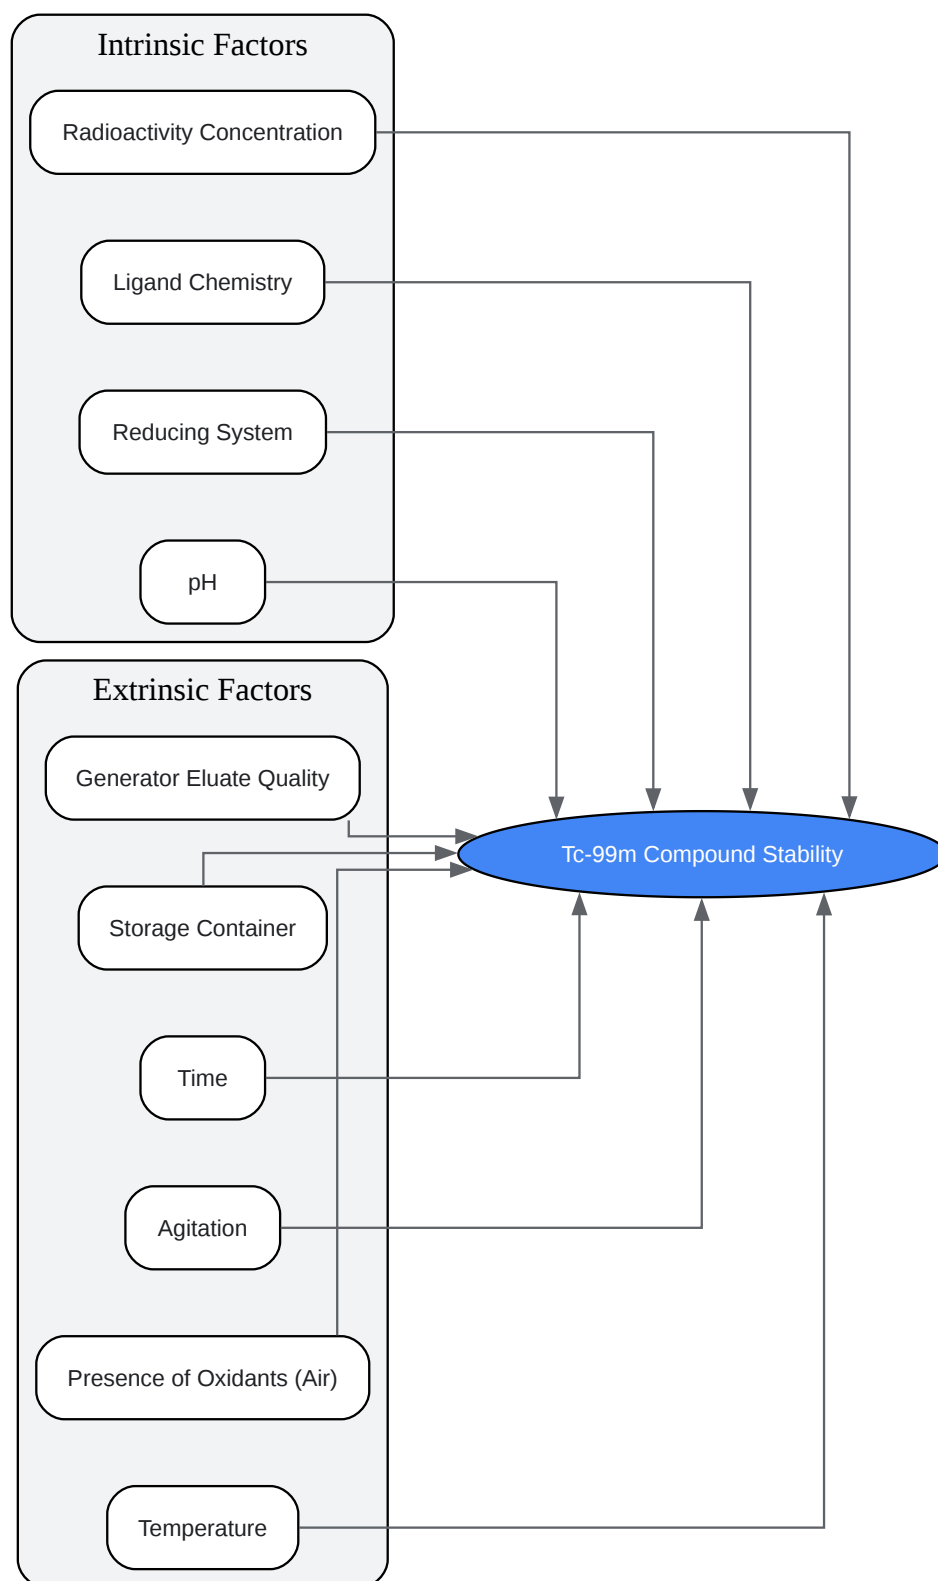 Intrinsic Factors
Radioactivity Concentration
Ligand Chemistry
Reducing System
pH
Extrinsic Factors
Generator Eluate Quality
Tc-99m Compound Stability
Storage Container
Time
Agitation
Presence of Oxidants (Air)
Temperature